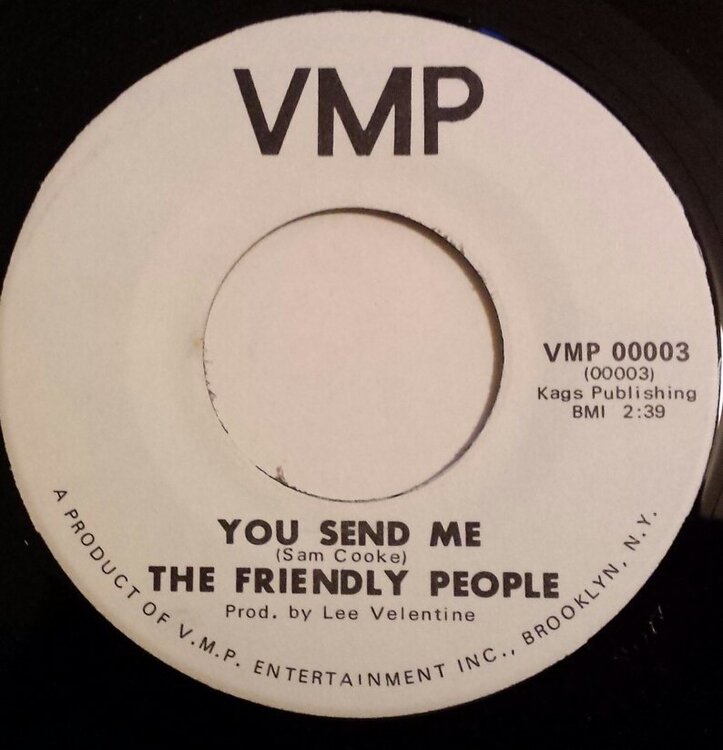 VMP
VMP 00003
(00003)
Kags Publishing
BMI 2:39
YOU SEND ME
(Sam Cooke)
THE FRIENDLY PEOPLE
Prod. by Lee Velentine
A PRODUCT OF V.M.P. ENTERTAINMENT INC., BROOKLYN, N.Y.